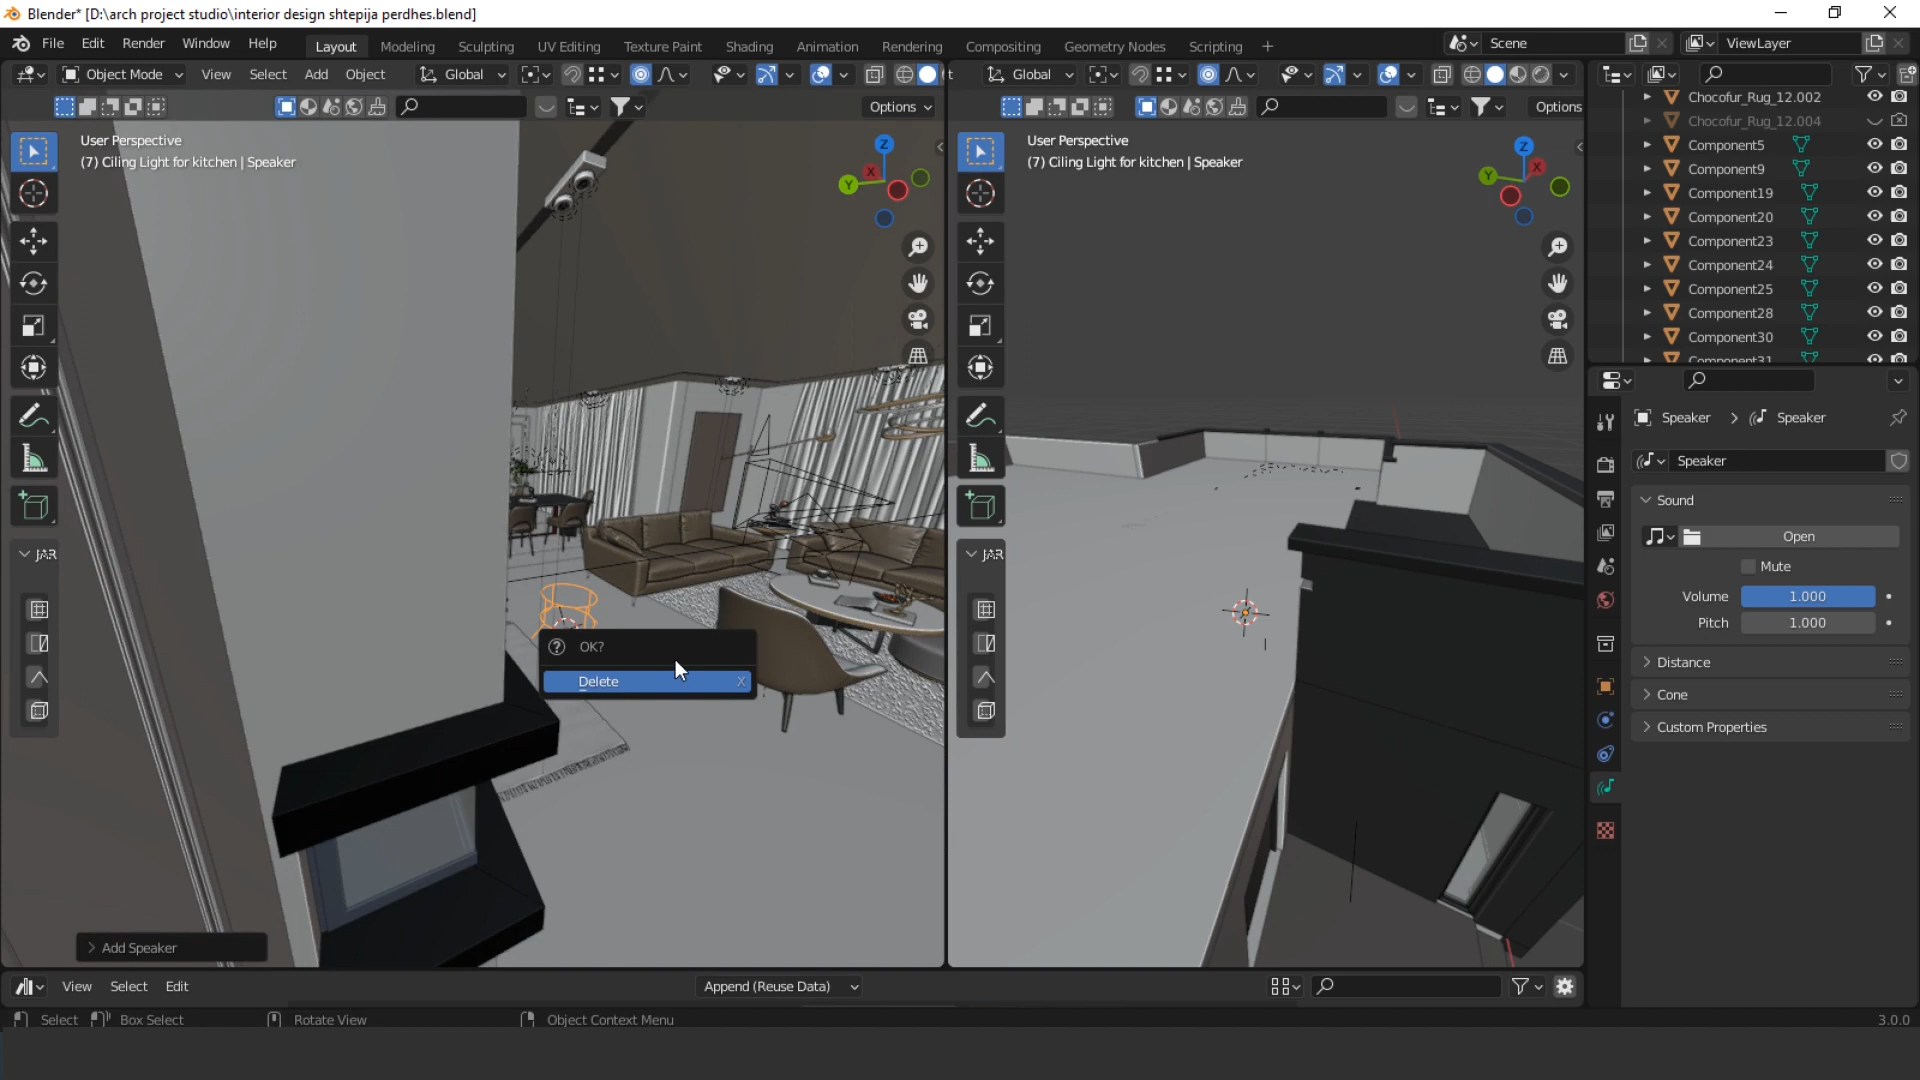 Blender* [D:\arch project studio\interior design shtepija perdhes.blend]
File Edit Render Window Help Layout Modeling Sculpting UV Editing Texture Paint Shading Animation Rendering Compositing Geometry Nodes Scripting + Scene ViewLayer
Object Mode View Select Add Object Global Global
Options Options
User Perspective
(7) Ciling Light for kitchen | Speaker
User Perspective
(7) Ciling Light for kitchen | Speaker
Z
X
Y
Z
X
Y
JAR
JAR
OK?
Delete X
Add Speaker
Chocofur_Rug_12.002
Chocofur_Rug_12.004
Component5
Component9
Component19
Component20
Component23
Component24
Component25
Component28
Component30
Component31
Speaker > Speaker
Speaker
Sound
Open
Mute
Volume 1.000
Pitch 1.000
Distance
Cone
Custom Properties
View Select Edit Append (Reuse Data)
Select Box Select Rotate View Object Context Menu 3.0.0